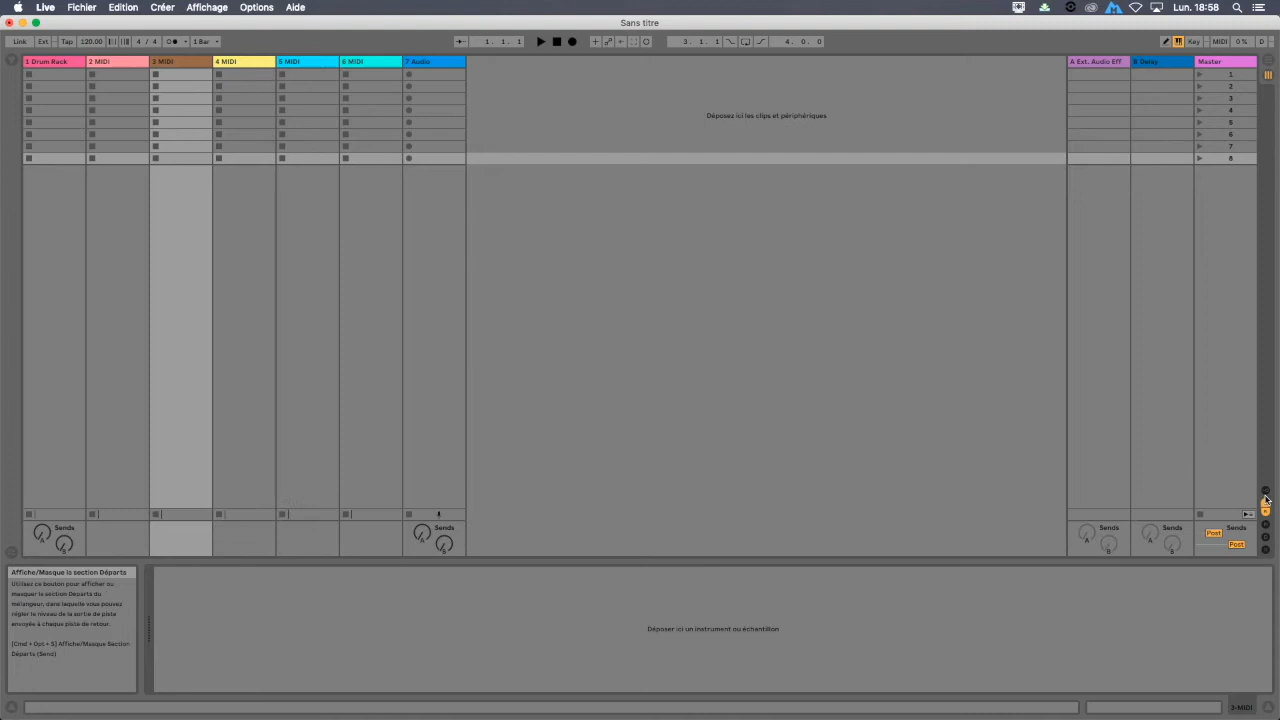 Live Fichier Edition Créer Affichage Options Aide Lun. 18:58
Sans titre
Link Ext Tap 120.00 4 / 4 1 Bar 1. 1. 1 3. 1. 1 4. 0. 0 Key MIDI 0 % D
1 Drum Rack 2 MIDI 3 MIDI 4 MIDI 5 MIDI 6 MIDI 7 Audio A Ext. Audio Eff B Delay Master
1
2
3
4
5
6
7
8
Déposez ici les clips et périphériques
Sends Sends Sends Sends Sends
A A A Post
B B B B Post
Affiche/Masque la section Départs
Utilisez ce bouton pour afficher ou
masquer la section Départs du
mélangeur, dans laquelle vous pouvez
régler le niveau de la sortie de piste
envoyée à chaque piste de retour.
[Cmd + Opt + S] Affiche/Masque Section
Départs (Send)
Déposer ici un instrument ou échantillon
3-MIDI